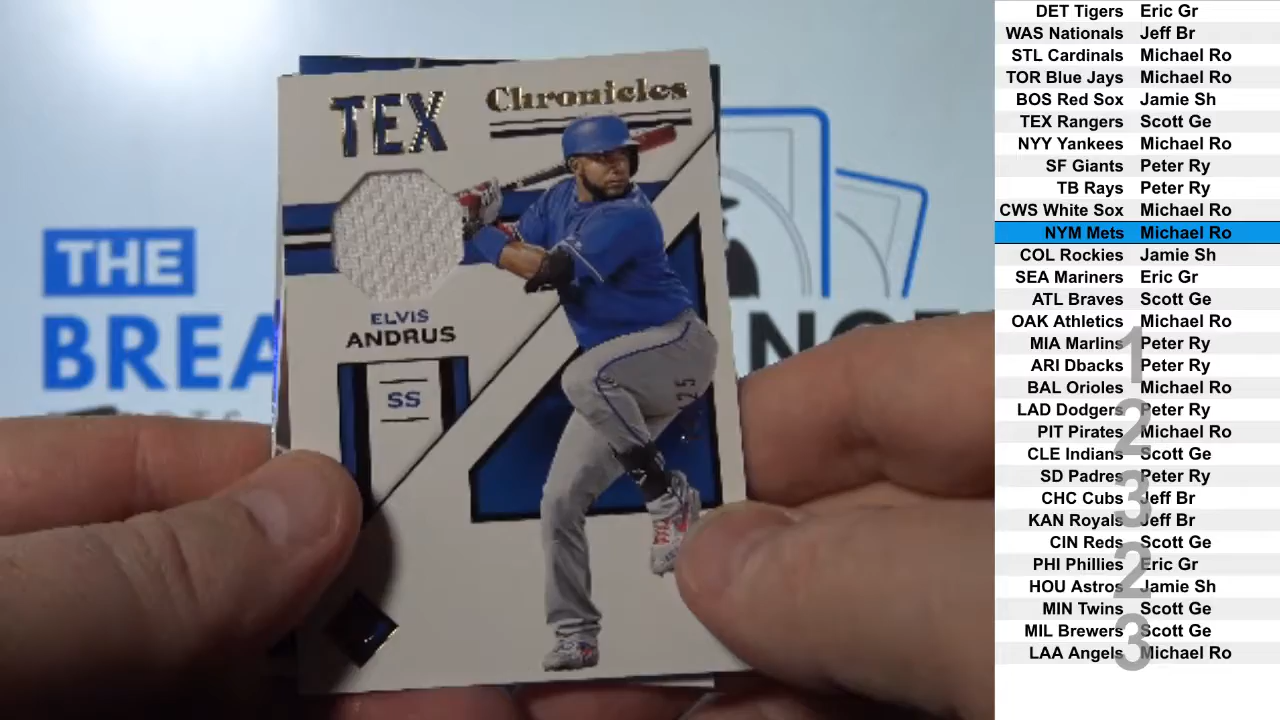 TEX
Chronicles
ELVIS
ANDRUS
SS
THE
BREA
DET Tigers Eric Gr
WAS Nationals Jeff Br
STL Cardinals Michael Ro
TOR Blue Jays Michael Ro
BOS Red Sox Jamie Sh
TEX Rangers Scott Ge
NYY Yankees Michael Ro
SF Giants Peter Ry
TB Rays Peter Ry
CWS White Sox Michael Ro
NYM Mets Michael Ro
COL Rockies Jamie Sh
SEA Mariners Eric Gr
ATL Braves Scott Ge
OAK Athletics Michael Ro
MIA Marlins Peter Ry
ARI Dbacks Peter Ry
BAL Orioles Michael Ro
LAD Dodgers Peter Ry
PIT Pirates Michael Ro
CLE Indians Scott Ge
SD Padres Peter Ry
CHC Cubs Jeff Br
KAN Royals Jeff Br
CIN Reds Scott Ge
PHI Phillies Eric Gr
HOU Astros Jamie Sh
MIN Twins Scott Ge
MIL Brewers Scott Ge
LAA Angels Michael Ro
1
2
3
2
3